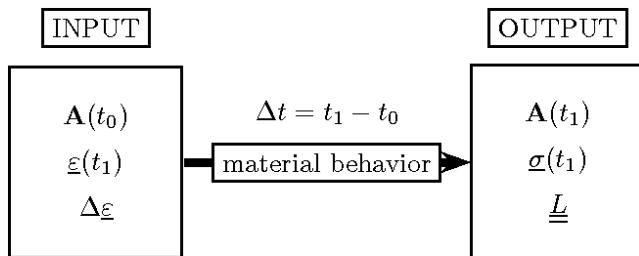 INPUT
OUTPUT
A(t₀)
ε(t₁)
Δε
Δt = t₁ − t₀
material behavior
A(t₁)
σ(t₁)
L